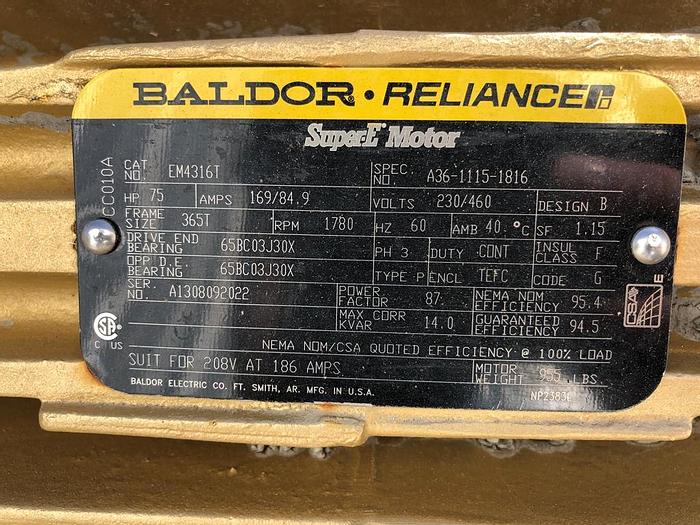 BALDOR • RELIANCE
Super-E Motor
CC010A
CAT. NO. EM4316T SPEC. NO. A36-1115-1816
HP 75 AMPS 169/84.9 VOLTS 230/460 DESIGN B
FRAME SIZE 365T RPM 1780 HZ 60 AMB 40 °C SF 1.15
DRIVE END BEARING 65BC03J30X PH 3 DUTY CONT INSUL CLASS F
OPP D.E. BEARING 65BC03J30X TYPE P ENCL TEFC CODE G
SER. NO. A1308092022 POWER FACTOR 87 NEMA NOM EFFICIENCY 95.4
MAX CORR KVAR 14.0 GUARANTEED EFFICIENCY 94.5
CSA E
C US
NEMA NOM/CSA QUOTED EFFICIENCY @ 100% LOAD
SUIT FOR 208V AT 186 AMPS MOTOR WEIGHT 955 LBS.
BALDOR ELECTRIC CO. FT. SMITH, AR. MFG. IN U.S.A.